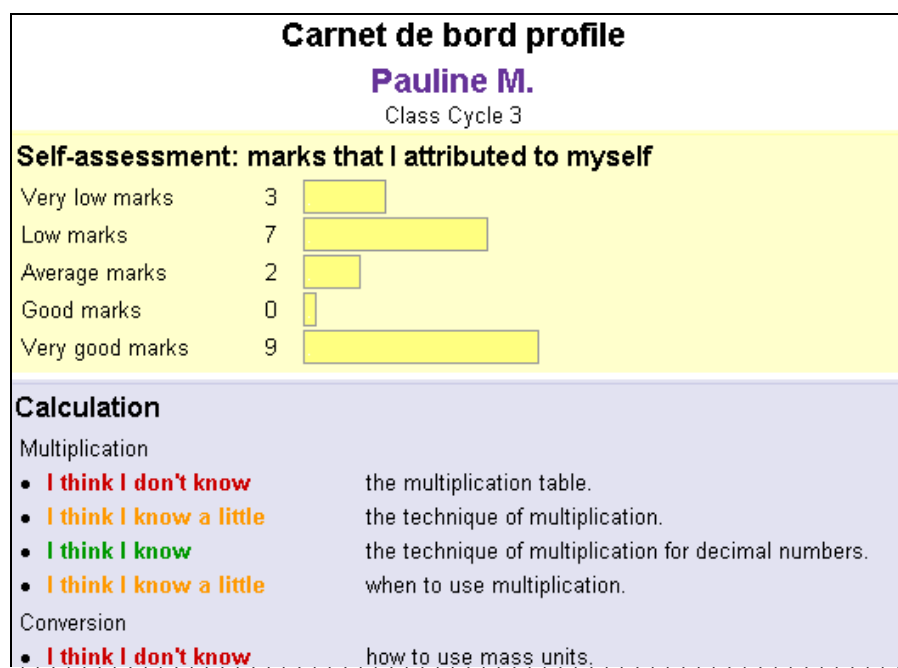 Carnet de bord profile
Pauline M.
Class Cycle 3
Self-assessment: marks that I attributed to myself
Very low marks 3
Low marks 7
Average marks 2
Good marks 0
Very good marks 9
Calculation
Multiplication
• I think I don't know the multiplication table.
• I think I know a little the technique of multiplication.
• I think I know the technique of multiplication for decimal numbers.
• I think I know a little when to use multiplication.
Conversion
• I think I don't know how to use mass units.